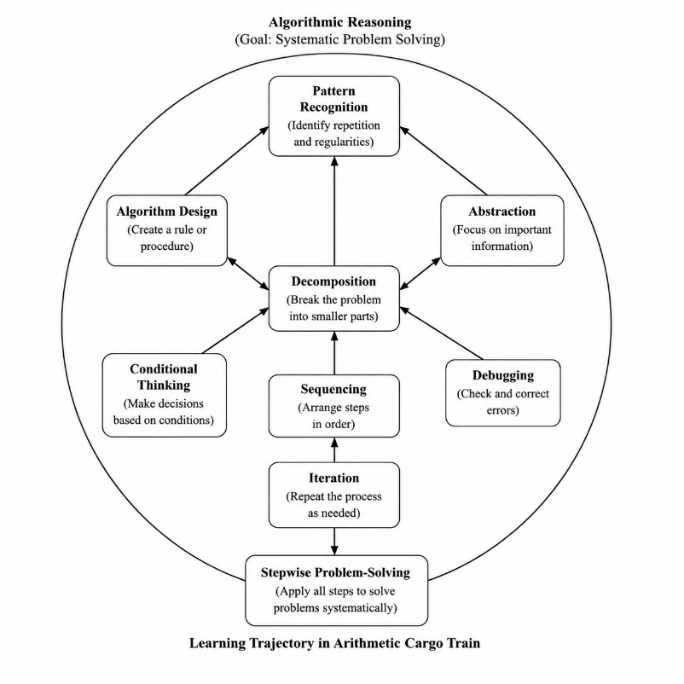 Algorithmic Reasoning
(Goal: Systematic Problem Solving)
Pattern
Recognition
(Identify repetition
and regularities)
Algorithm Design
(Create a rule or
procedure)
Abstraction
(Focus on important
information)
Decomposition
(Break the problem
into smaller parts)
Conditional
Thinking
(Make decisions
based on conditions)
Sequencing
(Arrange steps
in order)
Debugging
(Check and correct
errors)
Iteration
(Repeat the process
as needed)
Stepwise Problem-Solving
(Apply all steps to solve
problems systematically)
Learning Trajectory in Arithmetic Cargo Train